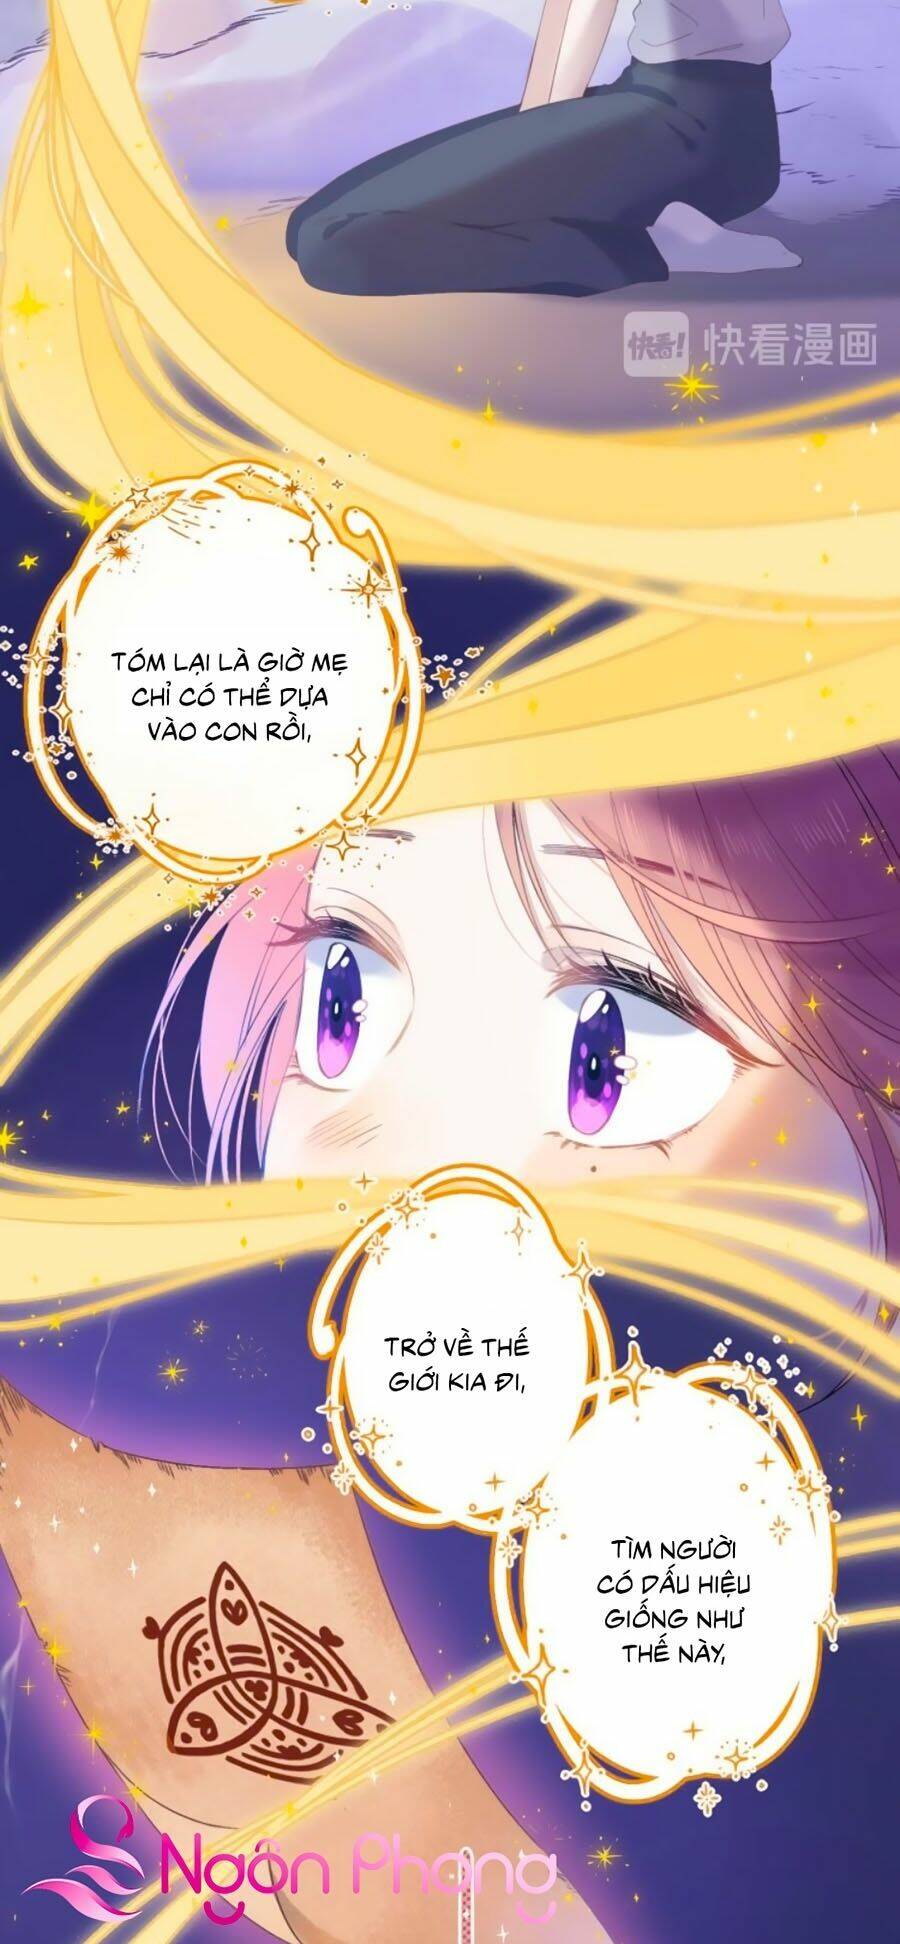 快看! 快看漫画
TÓM LẠI LÀ GIỜ MẸ
CHỈ CÓ THỂ DỰA
VÀO CON RỒI,
TRỞ VỀ THẾ
GIỚI KIA ĐI,
TÌM NGƯỜI
CÓ DẤU HIỆU
GIỐNG NHƯ
THẾ NÀY,
Ngôn Phong